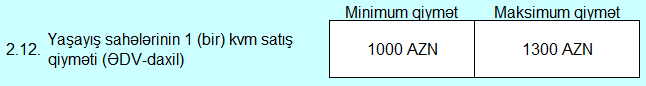 Minimum qiymət Maksimum qiymət
2.12. Yaşayış sahələrinin 1 (bir) kvm satış
qiyməti (ƏDV-daxil)
1000 AZN 1300 AZN